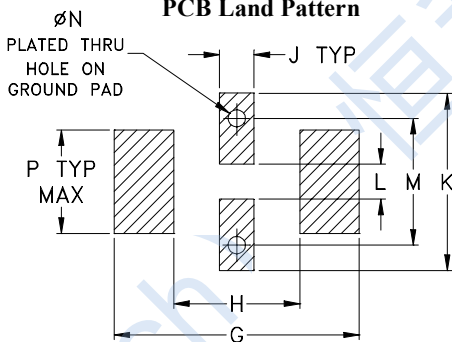 PCB Land Pattern
øN
PLATED THRU
HOLE ON
GROUND PAD
J TYP
P TYP
MAX
L
M
K
H
G